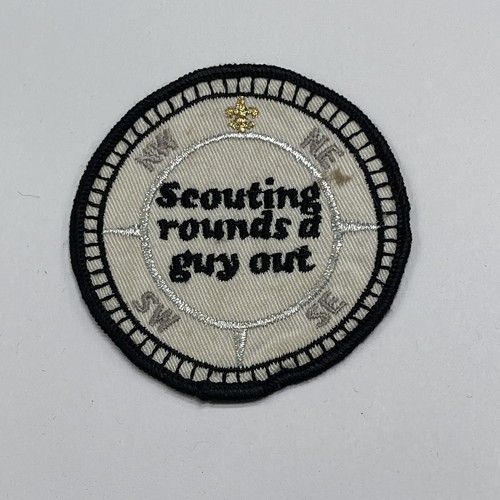 NW NE
Scouting
rounds a
guy out
SW SE